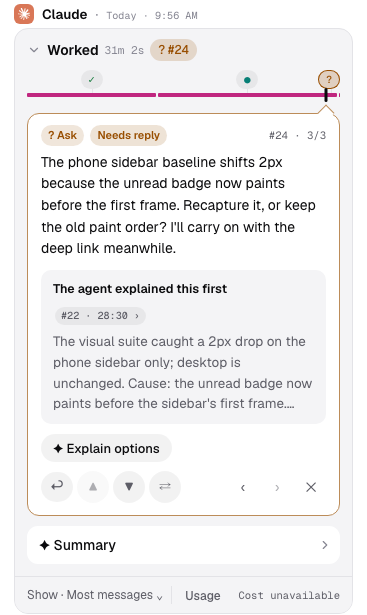 Claude · Today · 9:56 AM
Worked 31m 2s ? #24
?
? Ask Needs reply #24 · 3/3
The phone sidebar baseline shifts 2px
because the unread badge now paints
before the first frame. Recapture it, or keep
the old paint order? I'll carry on with the
deep link meanwhile.
The agent explained this first
#22 · 28:30 ›
The visual suite caught a 2px drop on the
phone sidebar only; desktop is
unchanged. Cause: the unread badge now
paints before the sidebar's first frame....
Explain options
Summary
Show · Most messages Usage Cost unavailable